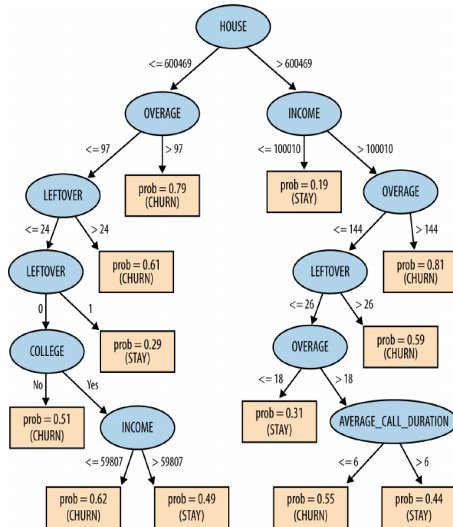 HOUSE
<= 600469
> 600469
OVERAGE
INCOME
<= 97
> 97
<= 100010
> 100010
LEFTOVER
prob = 0.79
(CHURN)
prob = 0.19
(STAY)
OVERAGE
<= 24
> 24
<= 144
> 144
LEFTOVER
prob = 0.61
(CHURN)
LEFTOVER
prob = 0.81
(CHURN)
0
1
<= 26
> 26
COLLEGE
prob = 0.29
(STAY)
OVERAGE
prob = 0.59
(CHURN)
No
Yes
<= 18
> 18
prob = 0.51
(CHURN)
INCOME
prob = 0.31
(STAY)
AVERAGE_CALL_DURATION
<= 59807
> 59807
<= 6
> 6
prob = 0.62
(CHURN)
prob = 0.49
(STAY)
prob = 0.55
(CHURN)
prob = 0.44
(STAY)